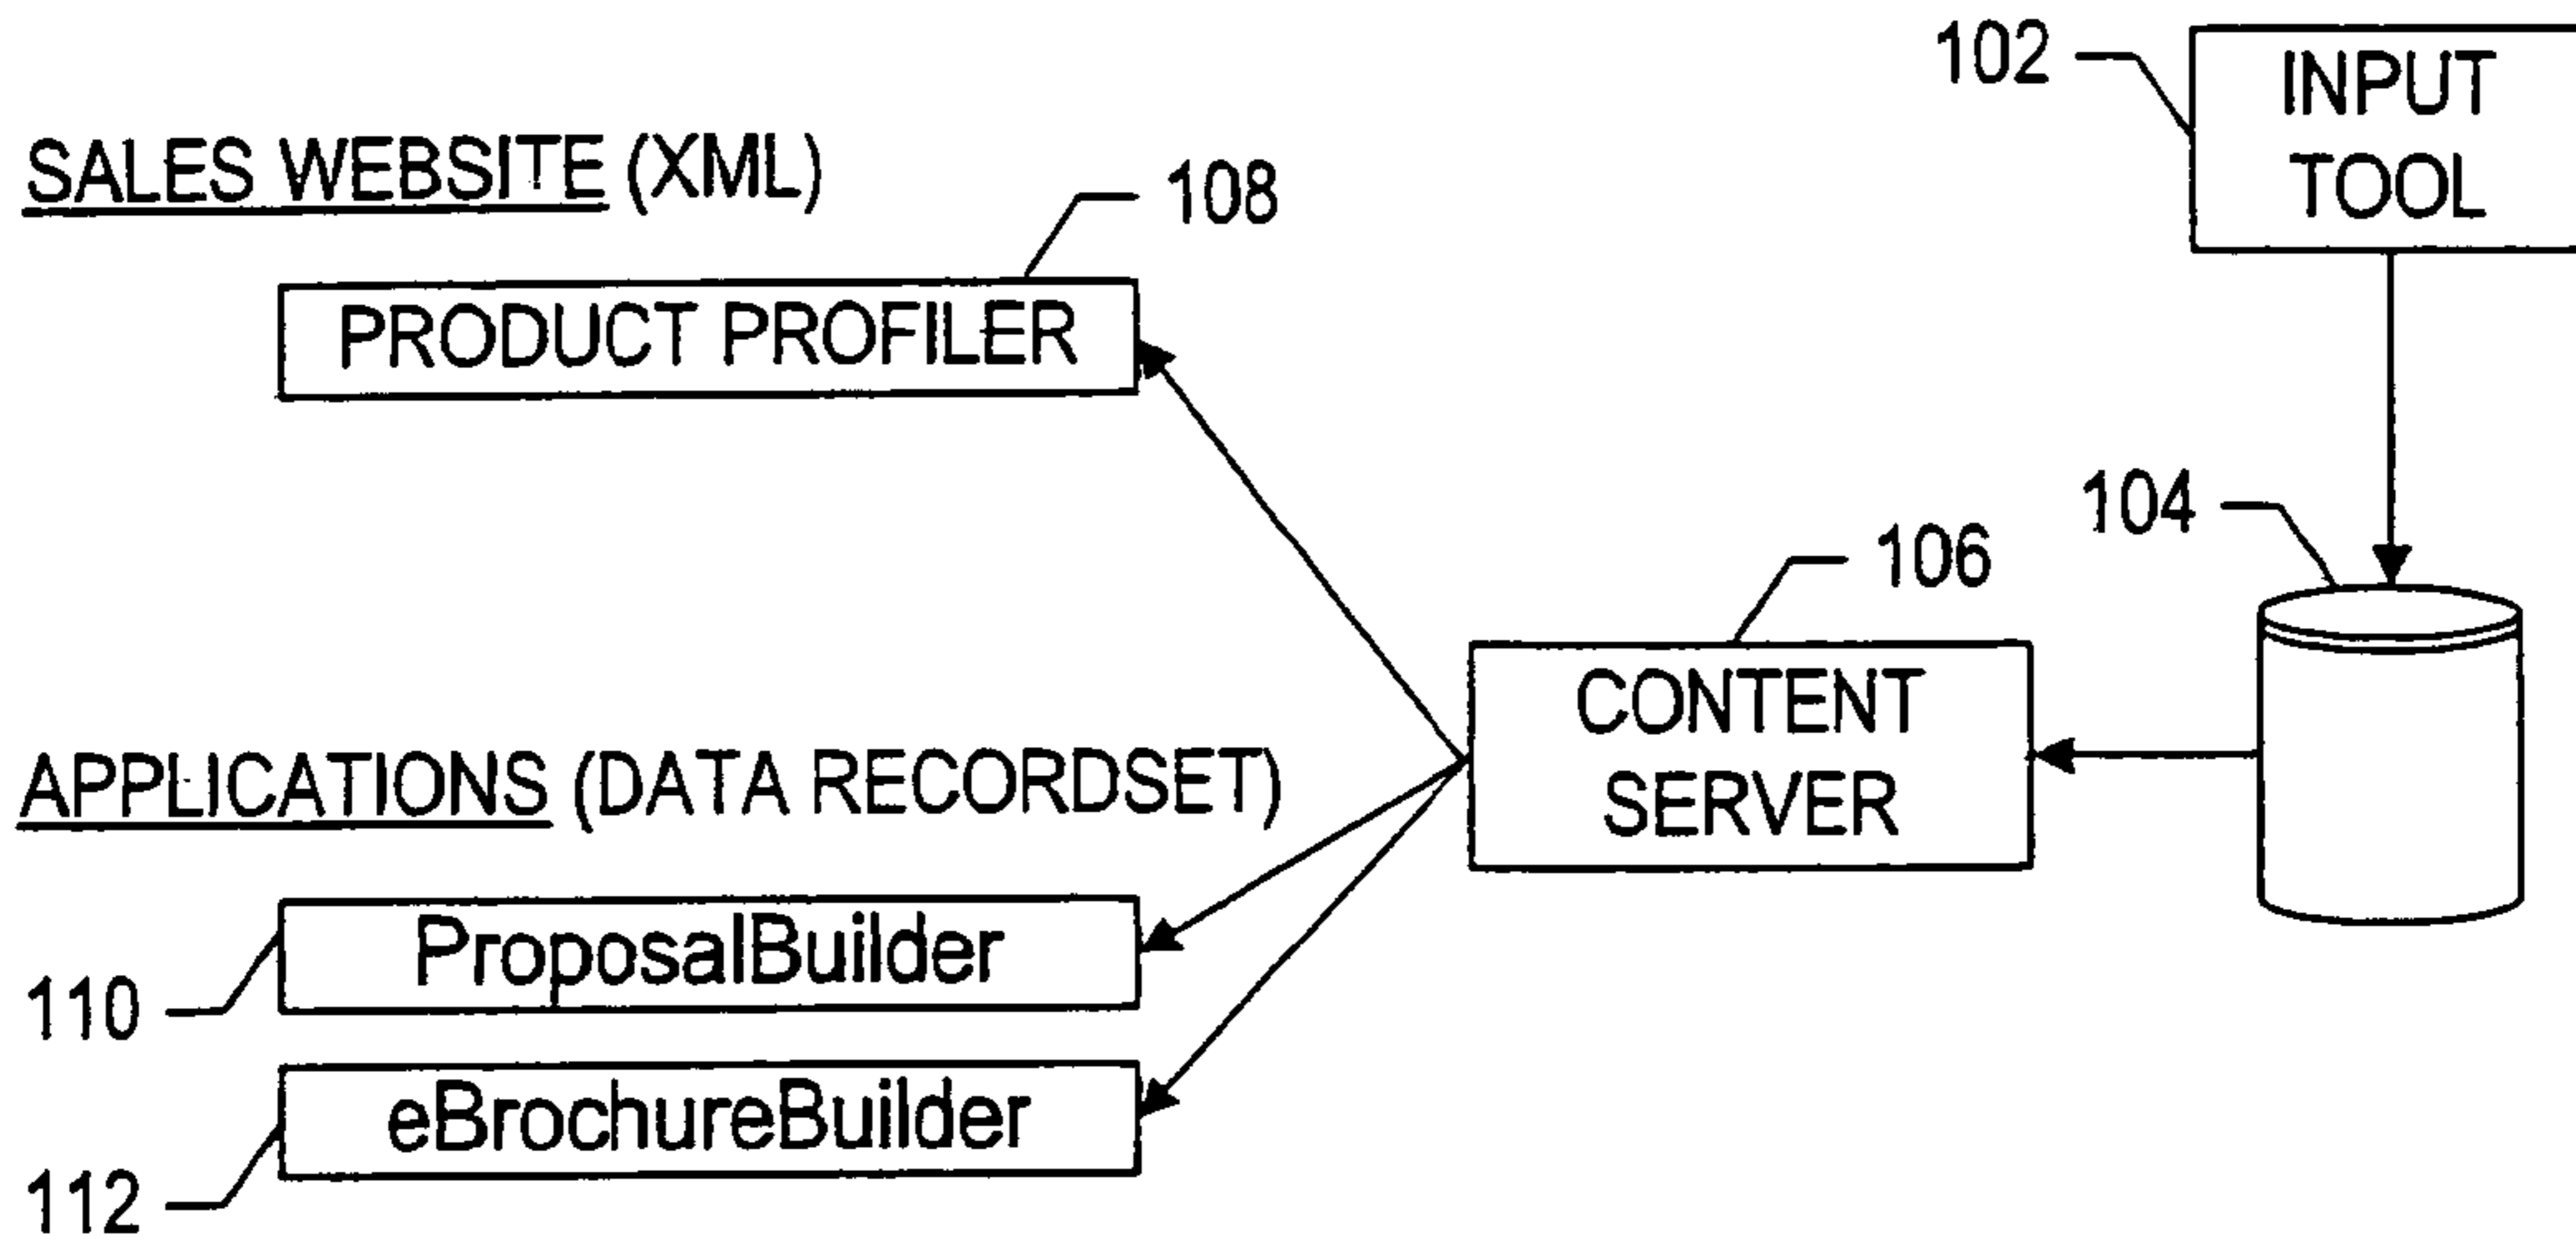 102
INPUT
TOOL
SALES WEBSITE (XML)
108
PRODUCT PROFILER
104
106
CONTENT
SERVER
APPLICATIONS (DATA RECORDSET)
ProposalBuilder
110
eBrochureBuilder
112